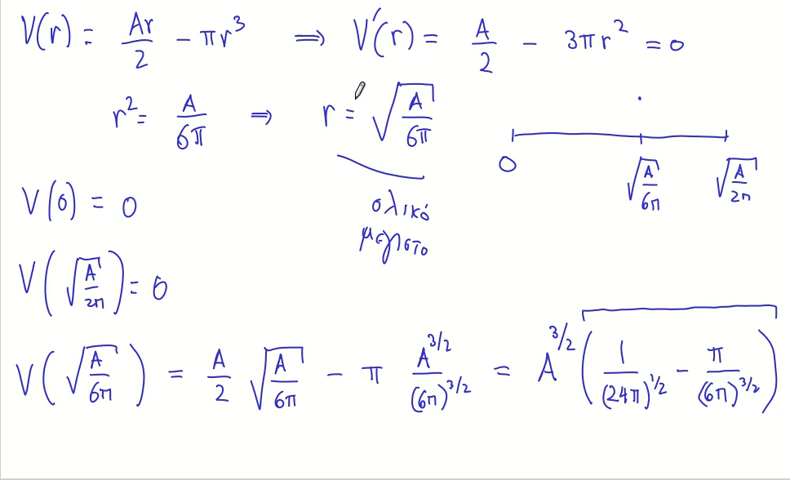 V(r) = Ar/2 - πr³ ⇒ V'(r) = A/2 - 3πr² = 0
r² = A/6π ⇒ r = √(A/6π)
0 √(A/6π) √(A/2π)
V(0) = 0
ολικό
μεγιστο
V(√(A/2π)) = 0
V(√(A/6π)) = A/2 √(A/6π) - π A^3/2/(6π)^3/2 = A^3/2 (1/(24π)^1/2 - π/(6π)^3/2)